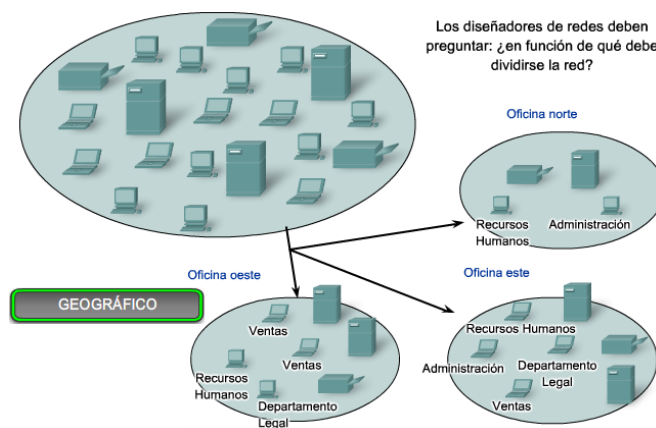 Los diseñadores de redes deben
preguntar: ¿en función de qué debe
dividirse la red?
Oficina norte
Recursos
Humanos
Administración
Oficina oeste
Oficina este
GEOGRÁFICO
Ventas
Ventas
Recursos
Humanos
Departamento
Legal
Recursos Humanos
Administración
Departamento
Legal
Ventas